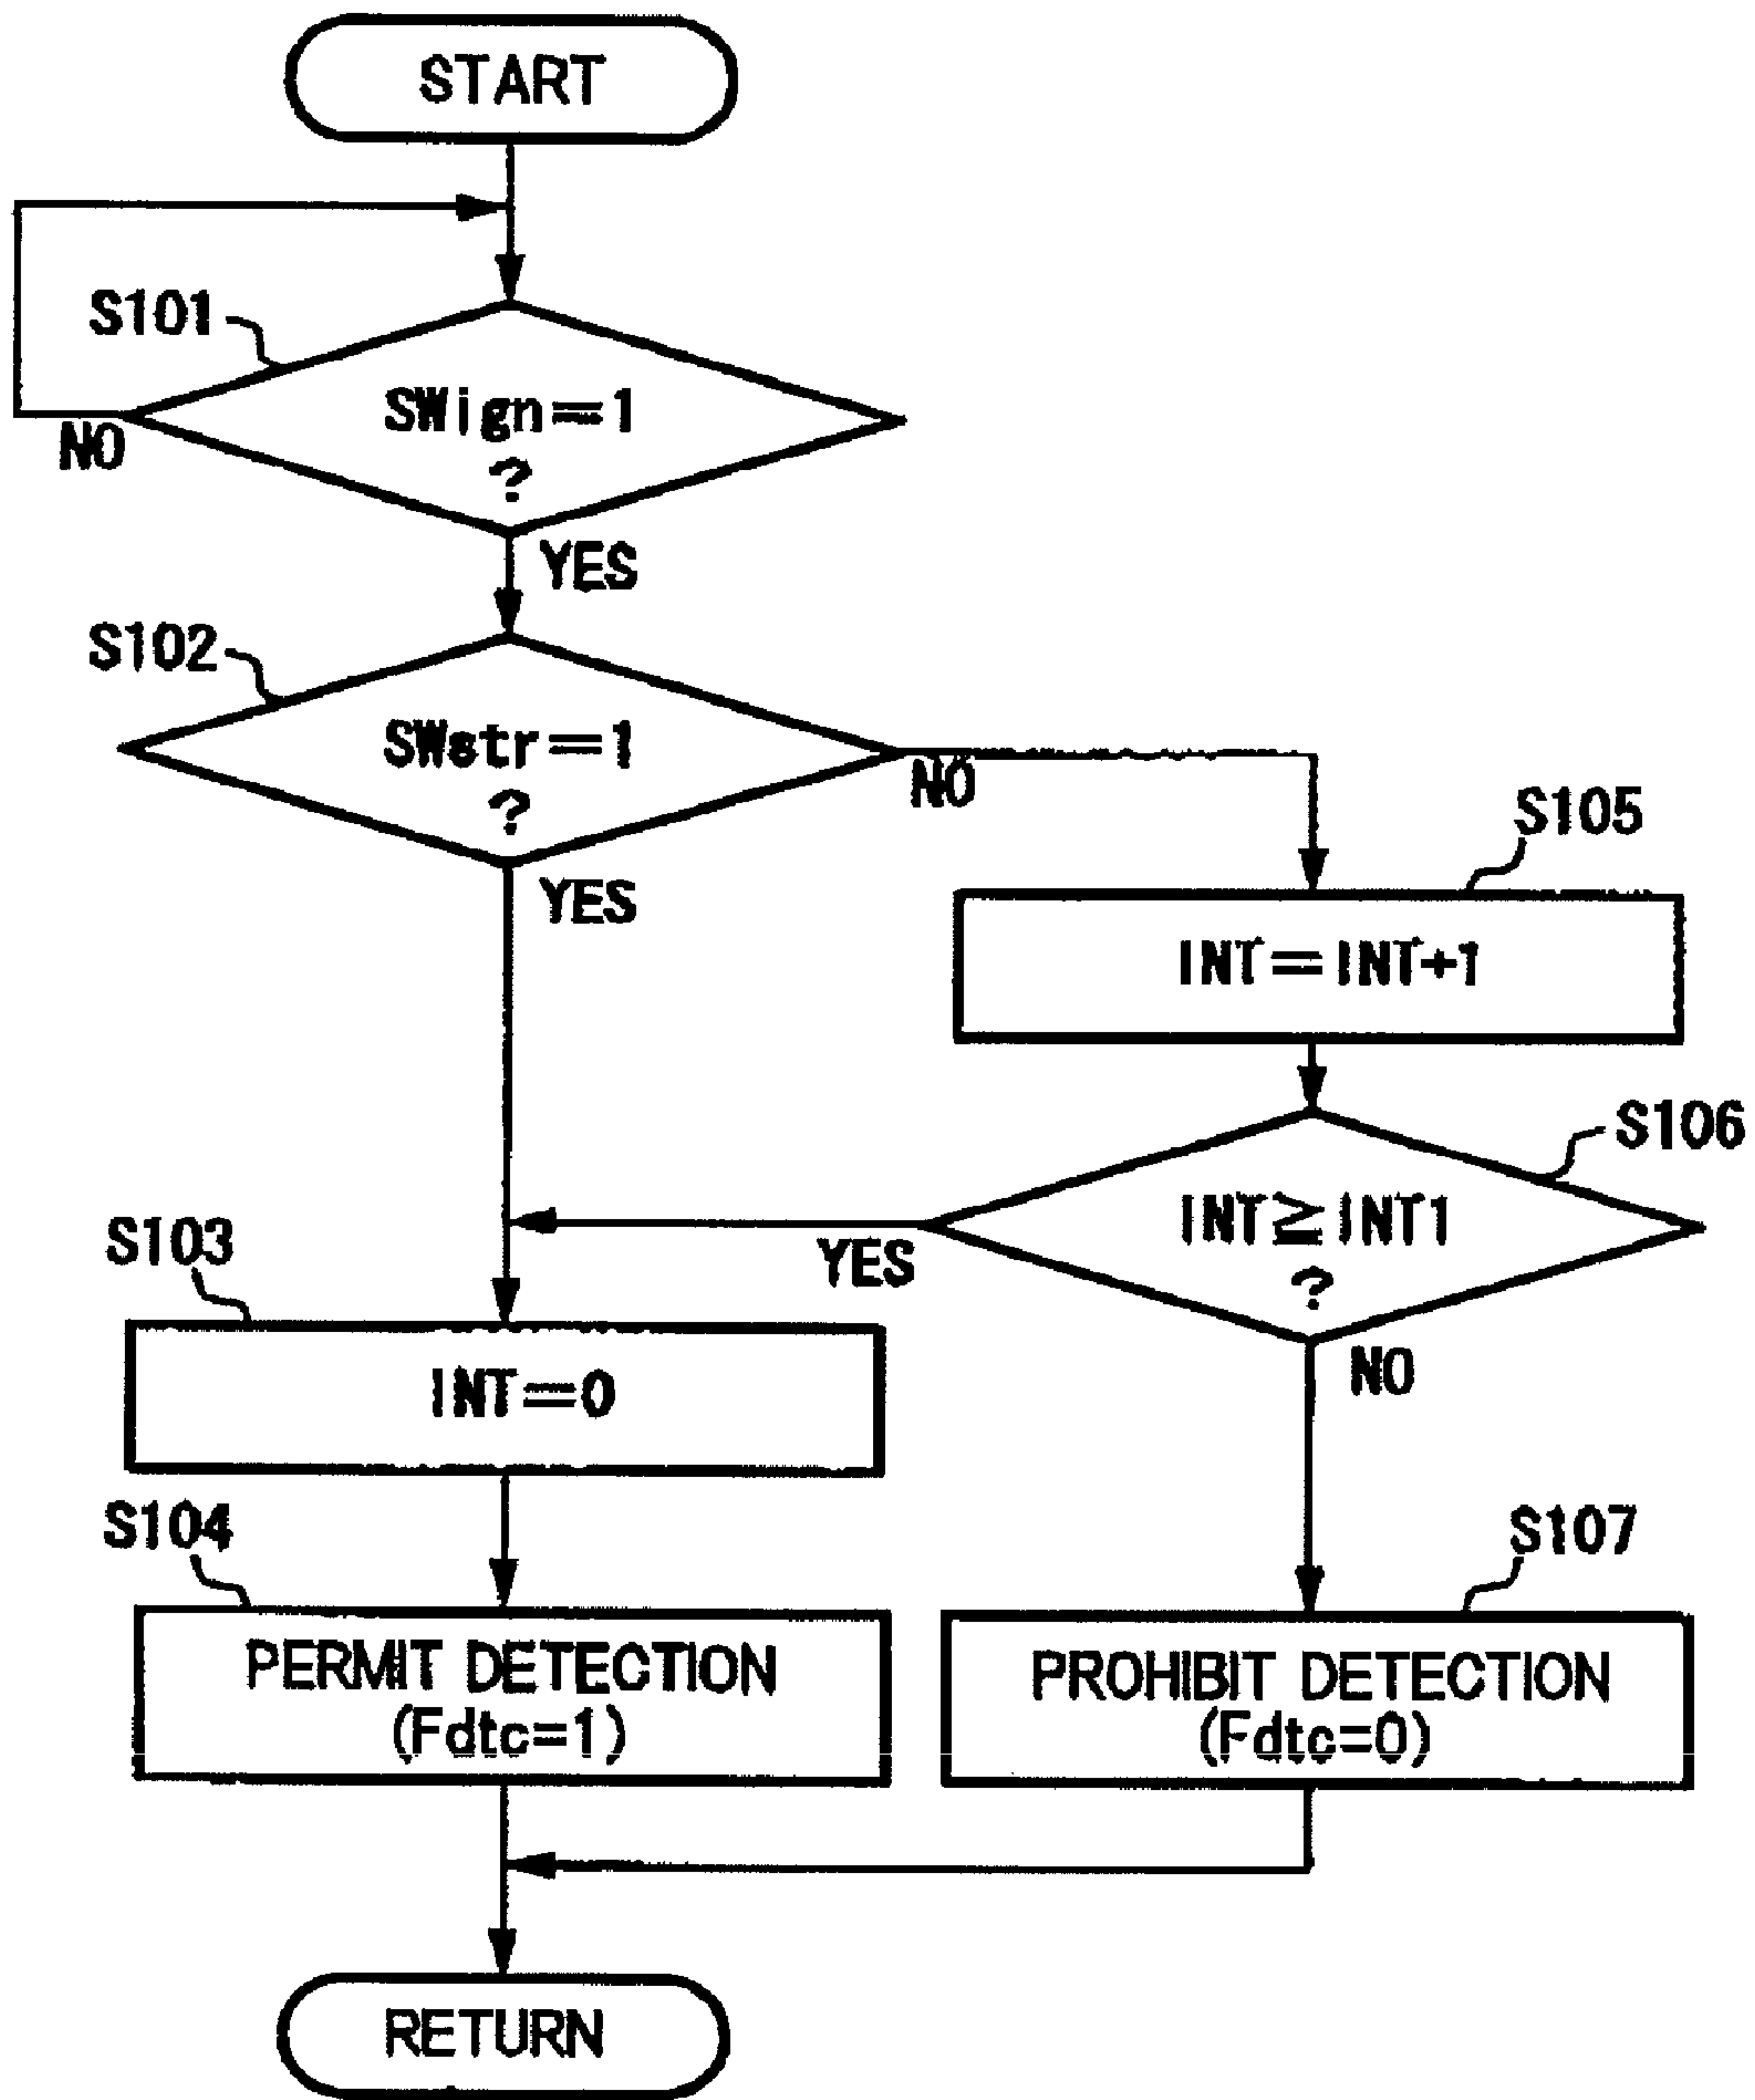 START
S101
SWign=1
?
NO
YES
S102
SWstr=1
?
NO
YES
S105
INT=INT+1
S106
INT≧INT1
?
YES
NO
S103
INT=0
S104
PERMIT DETECTION
(Fdtc=1)
S107
PROHIBIT DETECTION
(Fdtc=0)
RETURN